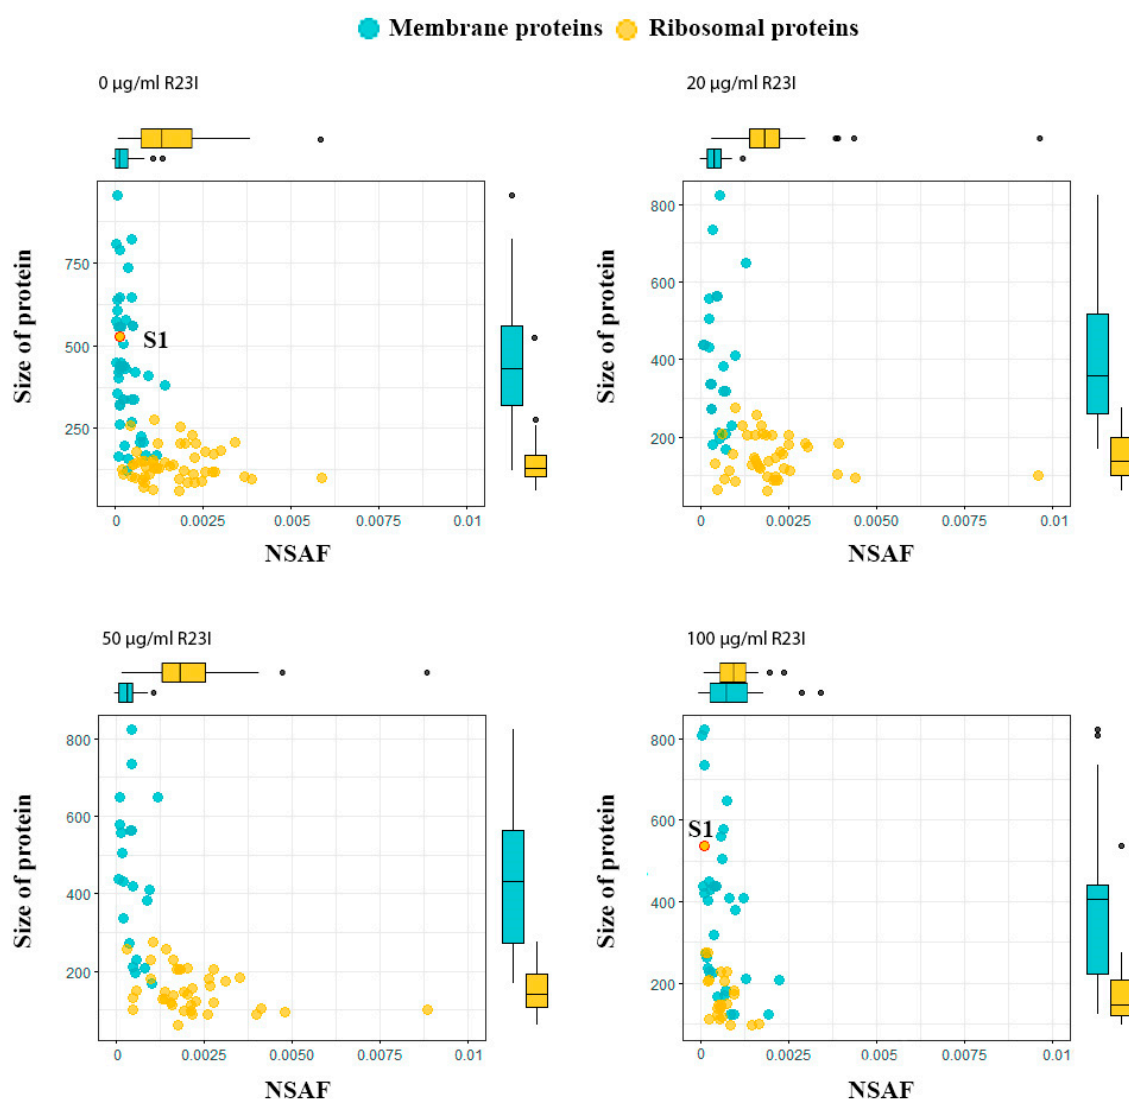 Membrane proteins Ribosomal proteins
0 µg/ml R23I
20 µg/ml R23I
Size of protein
750
500
250
S1
0 0.0025 0.005 0.0075 0.01
NSAF
Size of protein
800
600
400
200
0 0.0025 0.0050 0.0075 0.01
NSAF
50 µg/ml R23I
100 µg/ml R23I
Size of protein
800
600
400
200
0 0.0025 0.0050 0.0075 0.01
NSAF
Size of protein
800
600
400
200
S1
0 0.0025 0.0050 0.0075 0.01
NSAF